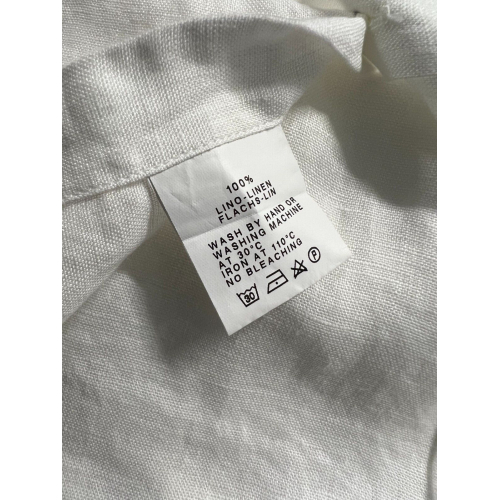 100%
LINO-LINEN
FLACHS-LIN
WASH BY HAND OR
WASHING MACHINE
AT 30°C
IRON AT 110°C
NO BLEACHING
30 P